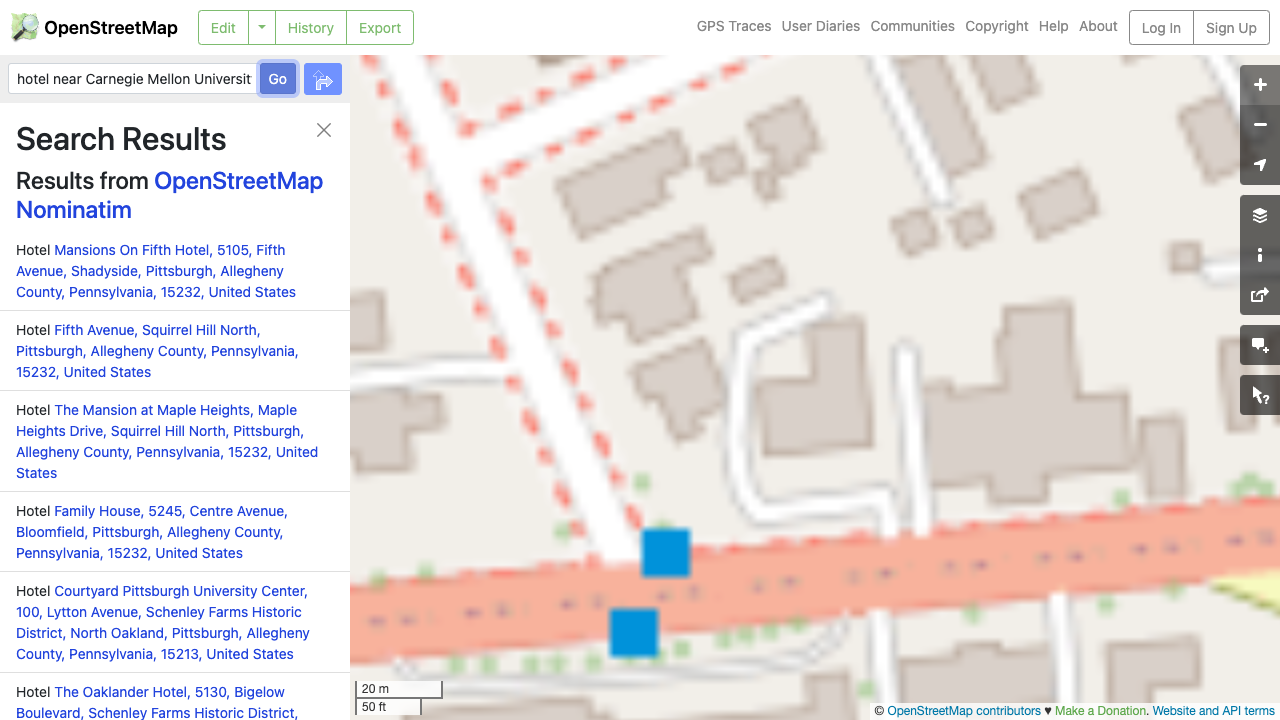 OpenStreetMap
Edit
History
Export
GPS Traces
User Diaries
Communities
Copyright
Help
About
Log In
Sign Up
hotel near Carnegie Mellon Universit
Go
Search Results
Results from OpenStreetMap
Nominatim
Hotel Mansions On Fifth Hotel, 5105, Fifth
Avenue, Shadyside, Pittsburgh, Allegheny
County, Pennsylvania, 15232, United States
Hotel Fifth Avenue, Squirrel Hill North,
Pittsburgh, Allegheny County, Pennsylvania,
15232, United States
Hotel The Mansion at Maple Heights, Maple
Heights Drive, Squirrel Hill North, Pittsburgh,
Allegheny County, Pennsylvania, 15232, United
States
Hotel Family House, 5245, Centre Avenue,
Bloomfield, Pittsburgh, Allegheny County,
Pennsylvania, 15232, United States
Hotel Courtyard Pittsburgh University Center,
100, Lytton Avenue, Schenley Farms Historic
District, North Oakland, Pittsburgh, Allegheny
County, Pennsylvania, 15213, United States
Hotel The Oaklander Hotel, 5130, Bigelow
Boulevard, Schenley Farms Historic District,
20 m
50 ft
© OpenStreetMap contributors ♥ Make a Donation. Website and API terms